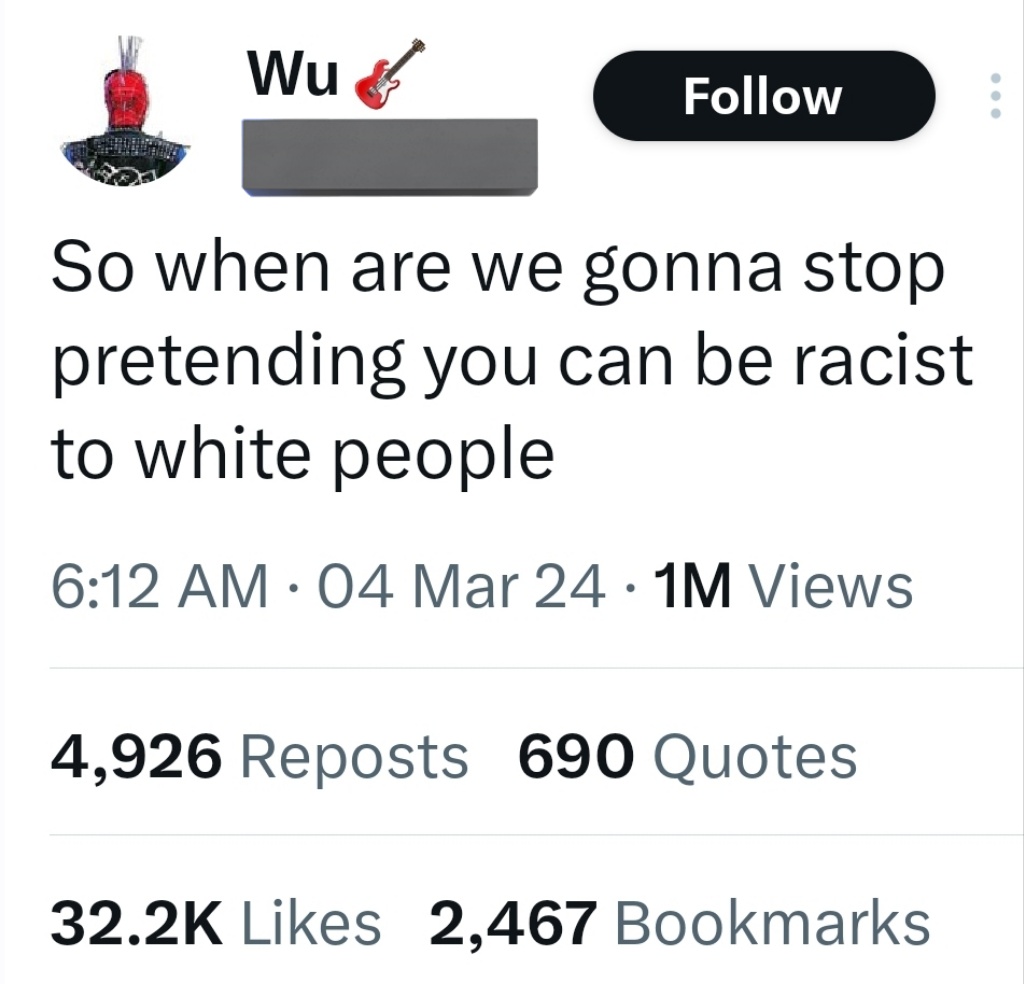 Wu 🎸
Follow
So when are we gonna stop
pretending you can be racist
to white people
6:12 AM · 04 Mar 24 · 1M Views
4,926 Reposts 690 Quotes
32.2K Likes 2,467 Bookmarks